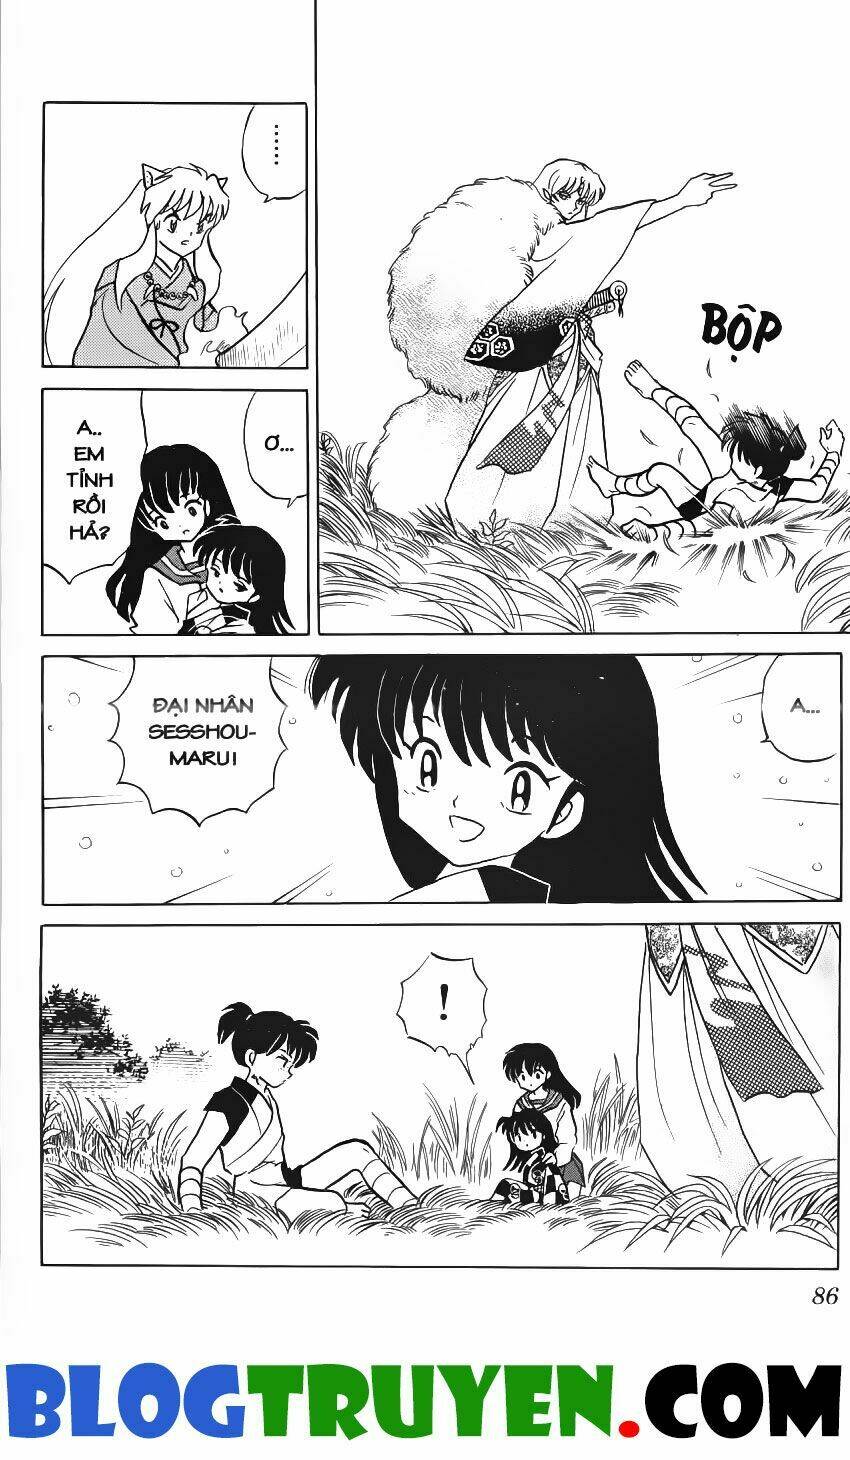 BỘP
......
Ơ...
A..
EM
TỈNH
RỒI
HẢ?
A...
ĐẠI NHÂN
SESSHOU-
MARU!
!
86
BLOGTRUYEN.COM